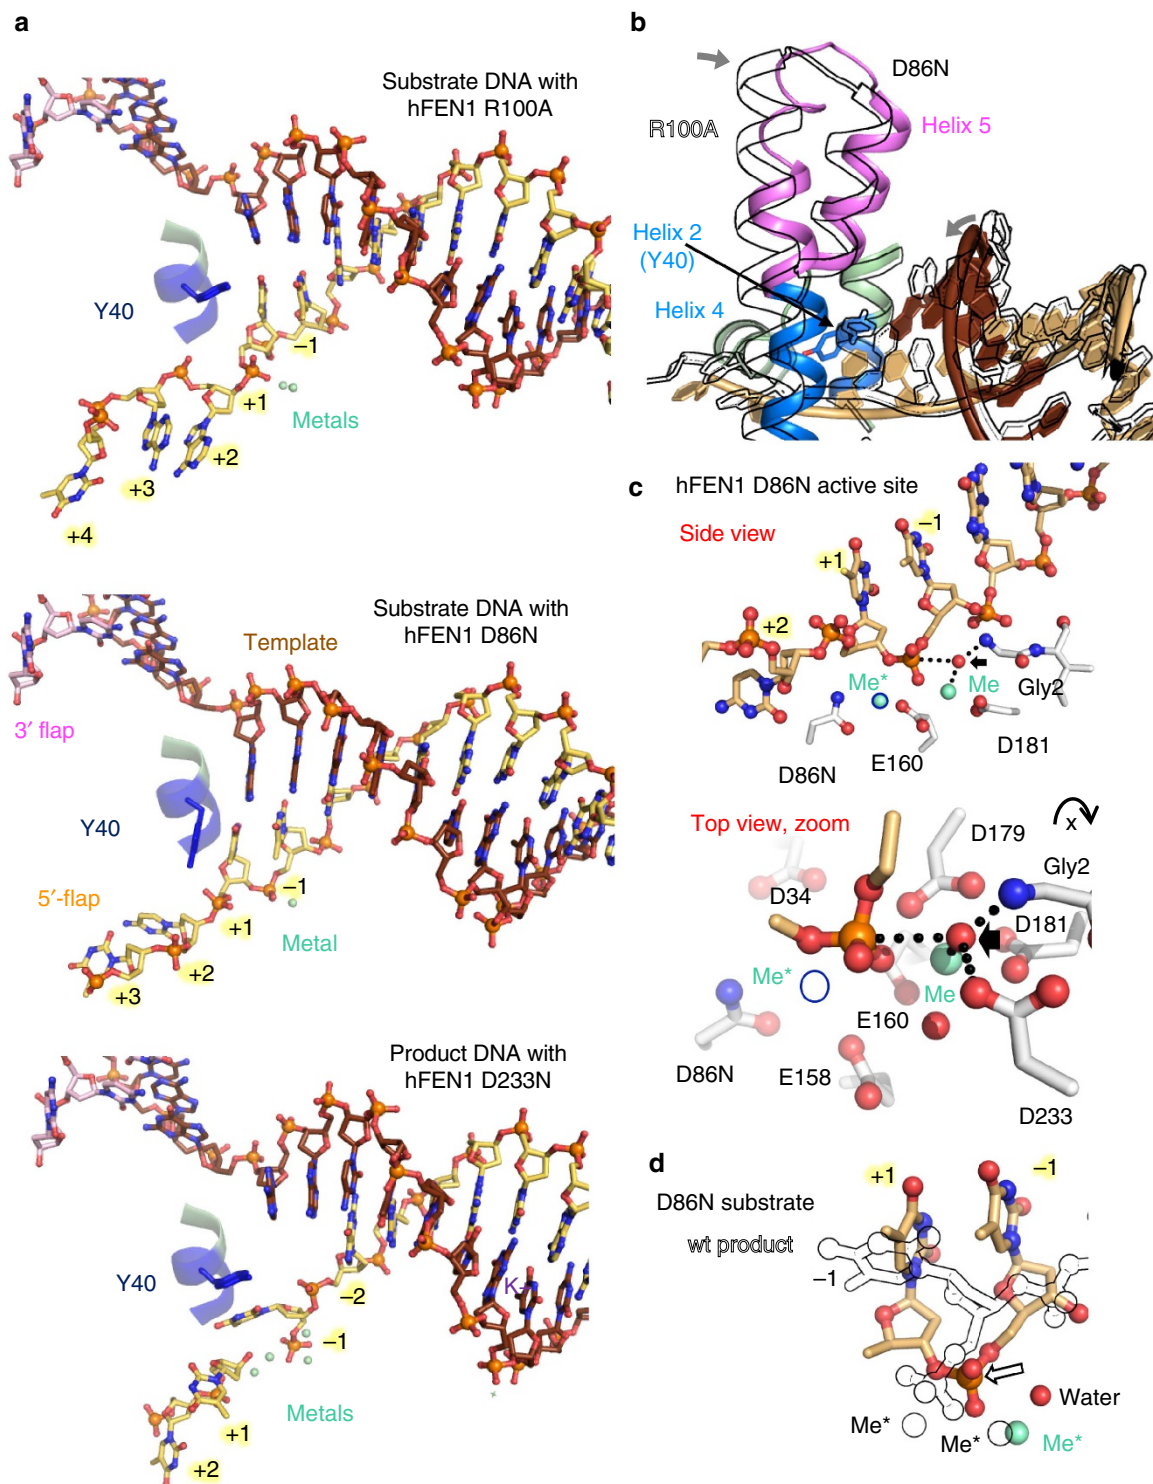 a
Substrate DNA with
hFEN1 R100A
Y40
−1
+1
Metals
+2
+3
+4
Substrate DNA with
hFEN1 D86N
Template
3′ flap
Y40
5′-flap
−1
+1
Metal
+2
+3
Product DNA with
hFEN1 D233N
Y40
K
−2
−1
Metals
+1
+2
b
D86N
R100A
Helix 5
Helix 2
(Y40)
Helix 4
c
hFEN1 D86N active site
Side view
−1
+1
+2
Me*
Me
Gly2
D86N
E160
D181
Top view, zoom
x
D179
Gly2
D34
D181
Me*
Me
E160
D86N
E158
D233
d
+1
−1
D86N substrate
wt product
−1
Water
Me*
Me*
Me*